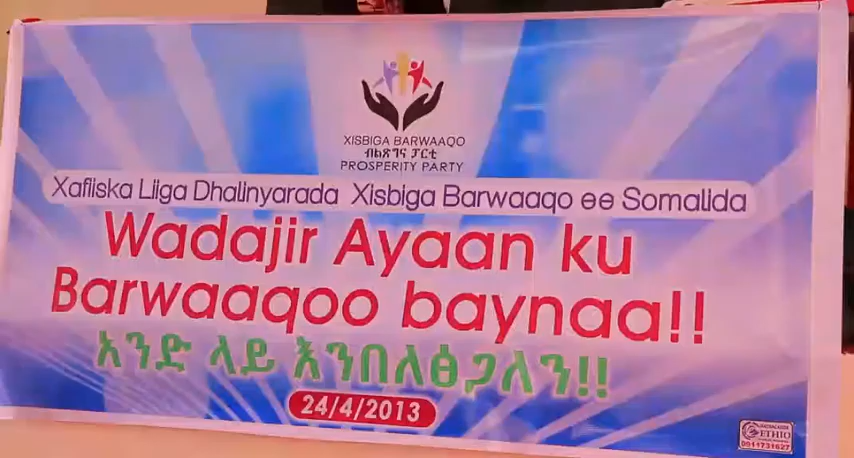 XISBIGA BARWAAQO
ብልጽግና ፓርቲ
PROSPERITY PARTY
Xafiiska Liiga Dhalinyarada Xisbiga Barwaaqo ee Somalida
Wadajir Ayaan ku
Barwaaqoo baynaa!!
አንድ ላይ እንበለፅጋለን!!
24/4/2013
ETHIO
0911731627